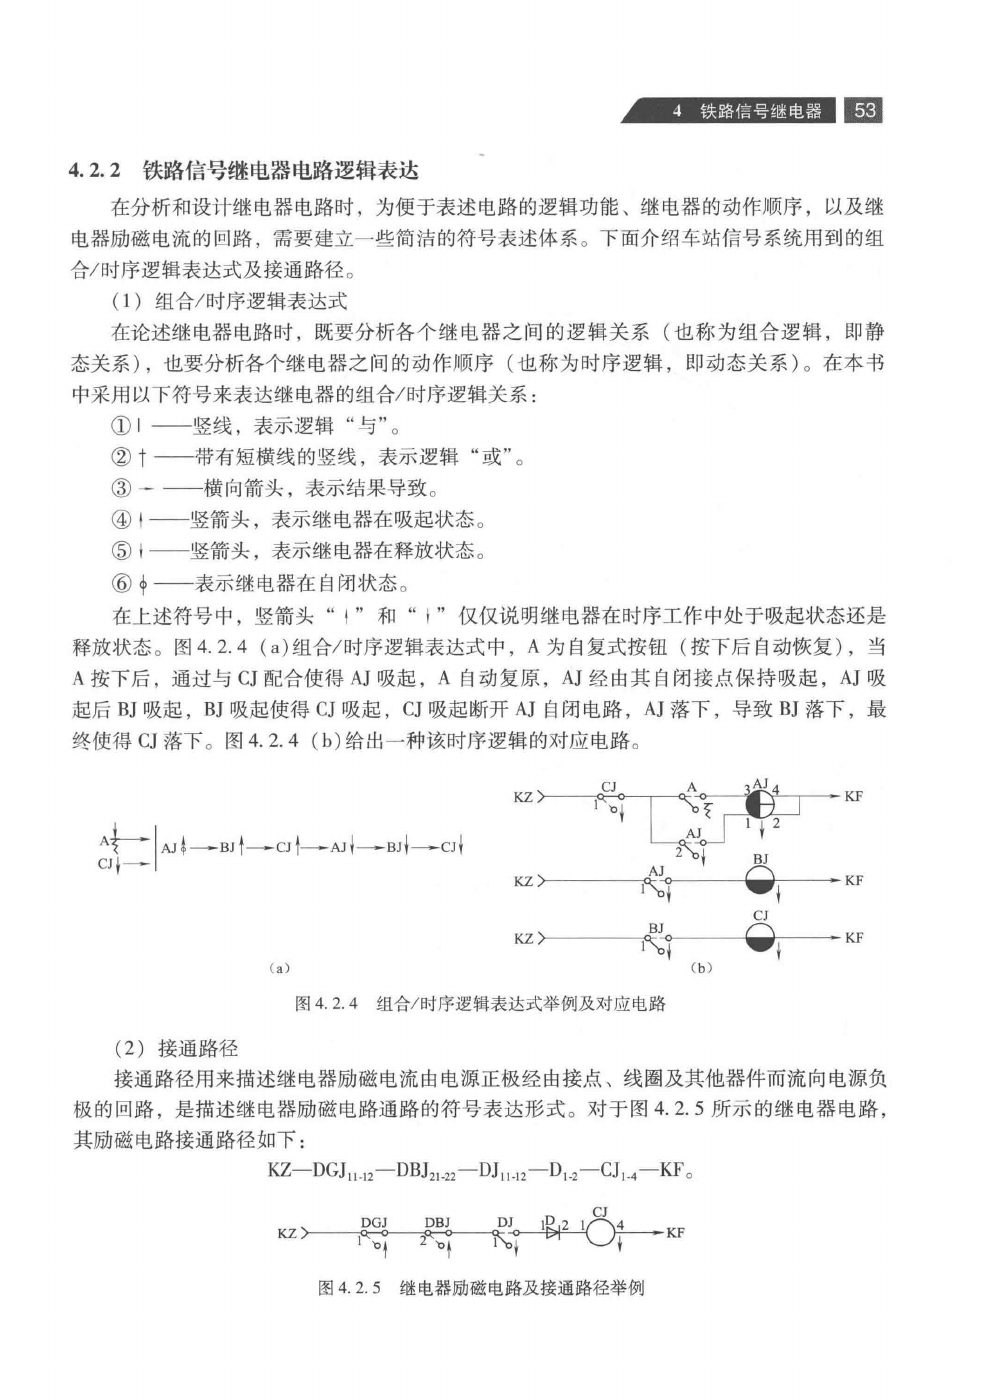 4 铁路信号继电器 53
4.2.2 铁路信号继电器电路逻辑表达
在分析和设计继电器电路时，为便于表述电路的逻辑功能、继电器的动作顺序，以及继
电器励磁电流的回路，需要建立一些简洁的符号表述体系。下面介绍车站信号系统用到的组
合/时序逻辑表达式及接通路径。
（1）组合/时序逻辑表达式
在论述继电器电路时，既要分析各个继电器之间的逻辑关系（也称为组合逻辑，即静
态关系），也要分析各个继电器之间的动作顺序（也称为时序逻辑，即动态关系）。在本书
中采用以下符号来表达继电器的组合/时序逻辑关系：
①|——竖线，表示逻辑“与”。
②†——带有短横线的竖线，表示逻辑“或”。
③→——横向箭头，表示结果导致。
④↑——竖箭头，表示继电器在吸起状态。
⑤↓——竖箭头，表示继电器在释放状态。
⑥ϕ——表示继电器在自闭状态。
在上述符号中，竖箭头“↑”和“↓”仅仅说明继电器在时序工作中处于吸起状态还是
释放状态。图4.2.4（a)组合/时序逻辑表达式中，A为自复式按钮（按下后自动恢复），当
A按下后，通过与CJ配合使得AJ吸起，A自动复原，AJ经由其自闭接点保持吸起，AJ吸
起后BJ吸起，BJ吸起使得CJ吸起，CJ吸起断开AJ自闭电路，AJ落下，导致BJ落下，最
终使得CJ落下。图4.2.4（b)给出一种该时序逻辑的对应电路。
A
CJ↓→
AJ↑→BJ↑→CJ↑→AJ↓→BJ↓→CJ↓
（a）
KZ CJ 1 A 3 AJ 4 KF
AJ 2 1 2
KZ AJ 1 BJ KF
KZ BJ 1 CJ KF
（b）
图4.2.4 组合/时序逻辑表达式举例及对应电路
（2）接通路径
接通路径用来描述继电器励磁电流由电源正极经由接点、线圈及其他器件而流向电源负
极的回路，是描述继电器励磁电路通路的符号表达形式。对于图4.2.5所示的继电器电路，
其励磁电路接通路径如下：
KZ—DGJ11-12—DBJ21-22—DJ11-12—D1-2—CJ1-4—KF。
KZ DGJ 1 DBJ 2 DJ 1 1D2 1 CJ 4 KF
图4.2.5 继电器励磁电路及接通路径举例